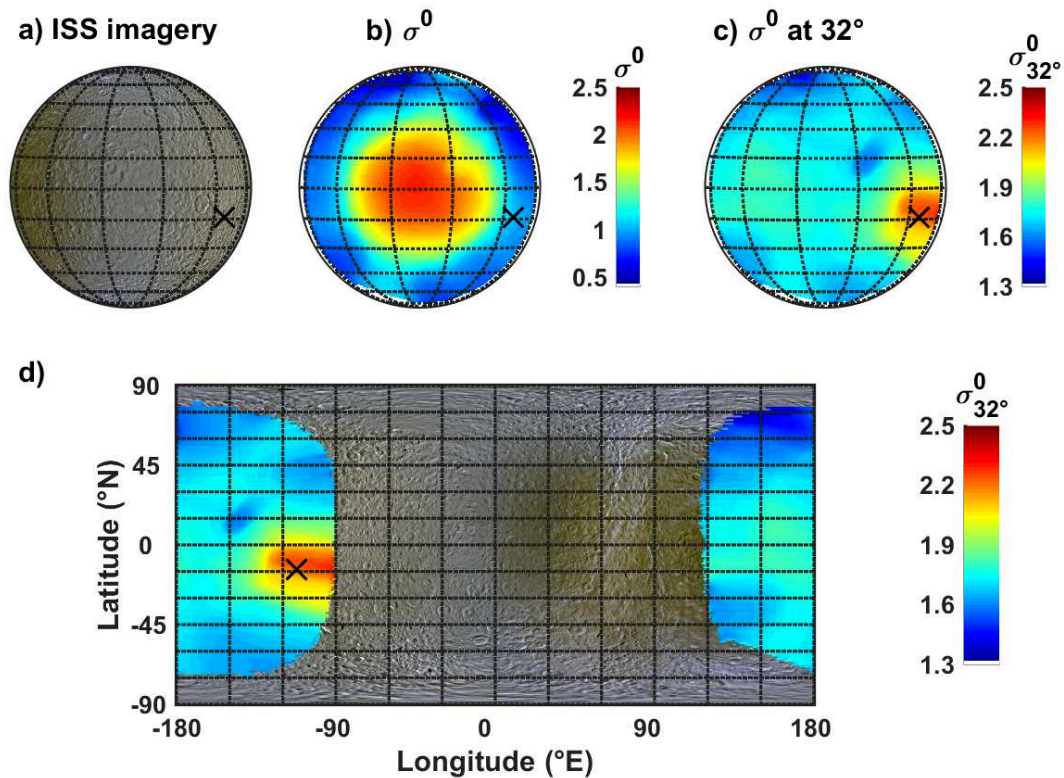 a) ISS imagery
b) σ⁰
c) σ⁰ at 32°
σ⁰
2.5
2
1.5
1
0.5
σ⁰32°
2.5
2.2
1.9
1.6
1.3
d)
90
45
0
-45
-90
Latitude (°N)
-180
-90
0
90
180
Longitude (°E)
σ⁰32°
2.5
2.2
1.9
1.6
1.3